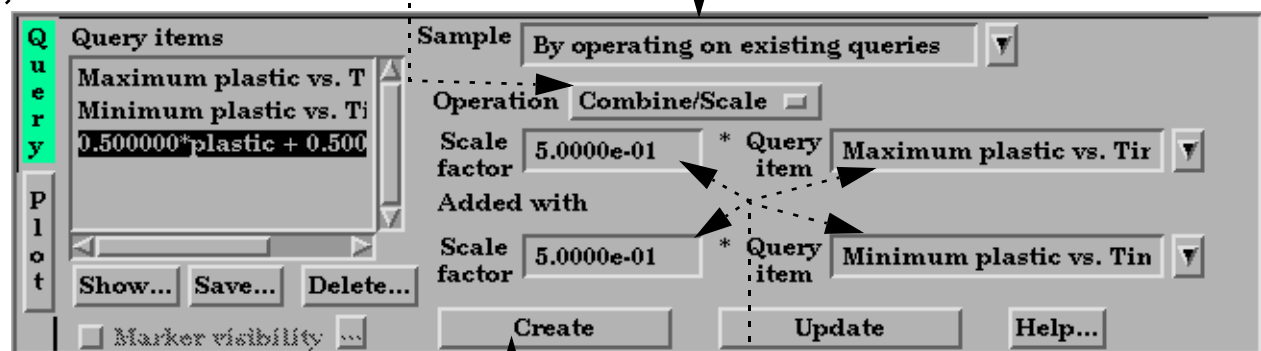 Query
Plot
Query items
Maximum plastic vs. T
Minimum plastic vs. Ti
0.500000*plastic + 0.500
Show... Save... Delete...
Marker visibility ...
Sample By operating on existing queries
Operation Combine/Scale
Scale factor 5.0000e-01 * Query item Maximum plastic vs. Tir
Added with
Scale factor 5.0000e-01 * Query item Minimum plastic vs. Tin
Create Update Help...